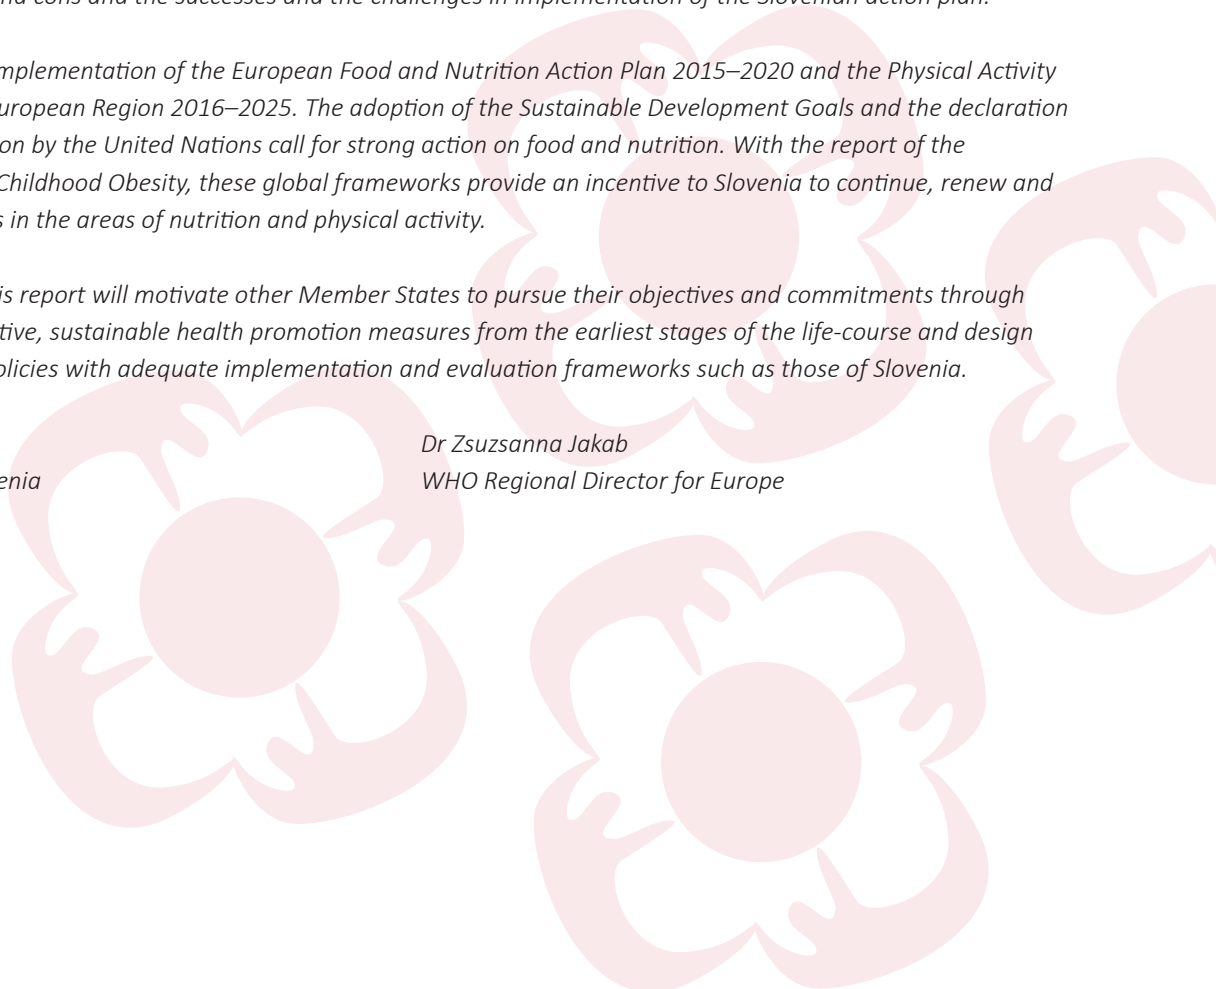 and cons and the successes and the challenges in implementation of the Slovenian action plan.
mplementation of the European Food and Nutrition Action Plan 2015–2020 and the Physical Activity
uropean Region 2016–2025. The adoption of the Sustainable Development Goals and the declaration
on by the United Nations call for strong action on food and nutrition. With the report of the
Childhood Obesity, these global frameworks provide an incentive to Slovenia to continue, renew and
s in the areas of nutrition and physical activity.
is report will motivate other Member States to pursue their objectives and commitments through
tive, sustainable health promotion measures from the earliest stages of the life-course and design
olicies with adequate implementation and evaluation frameworks such as those of Slovenia.
Dr Zsuzsanna Jakab
enia WHO Regional Director for Europe